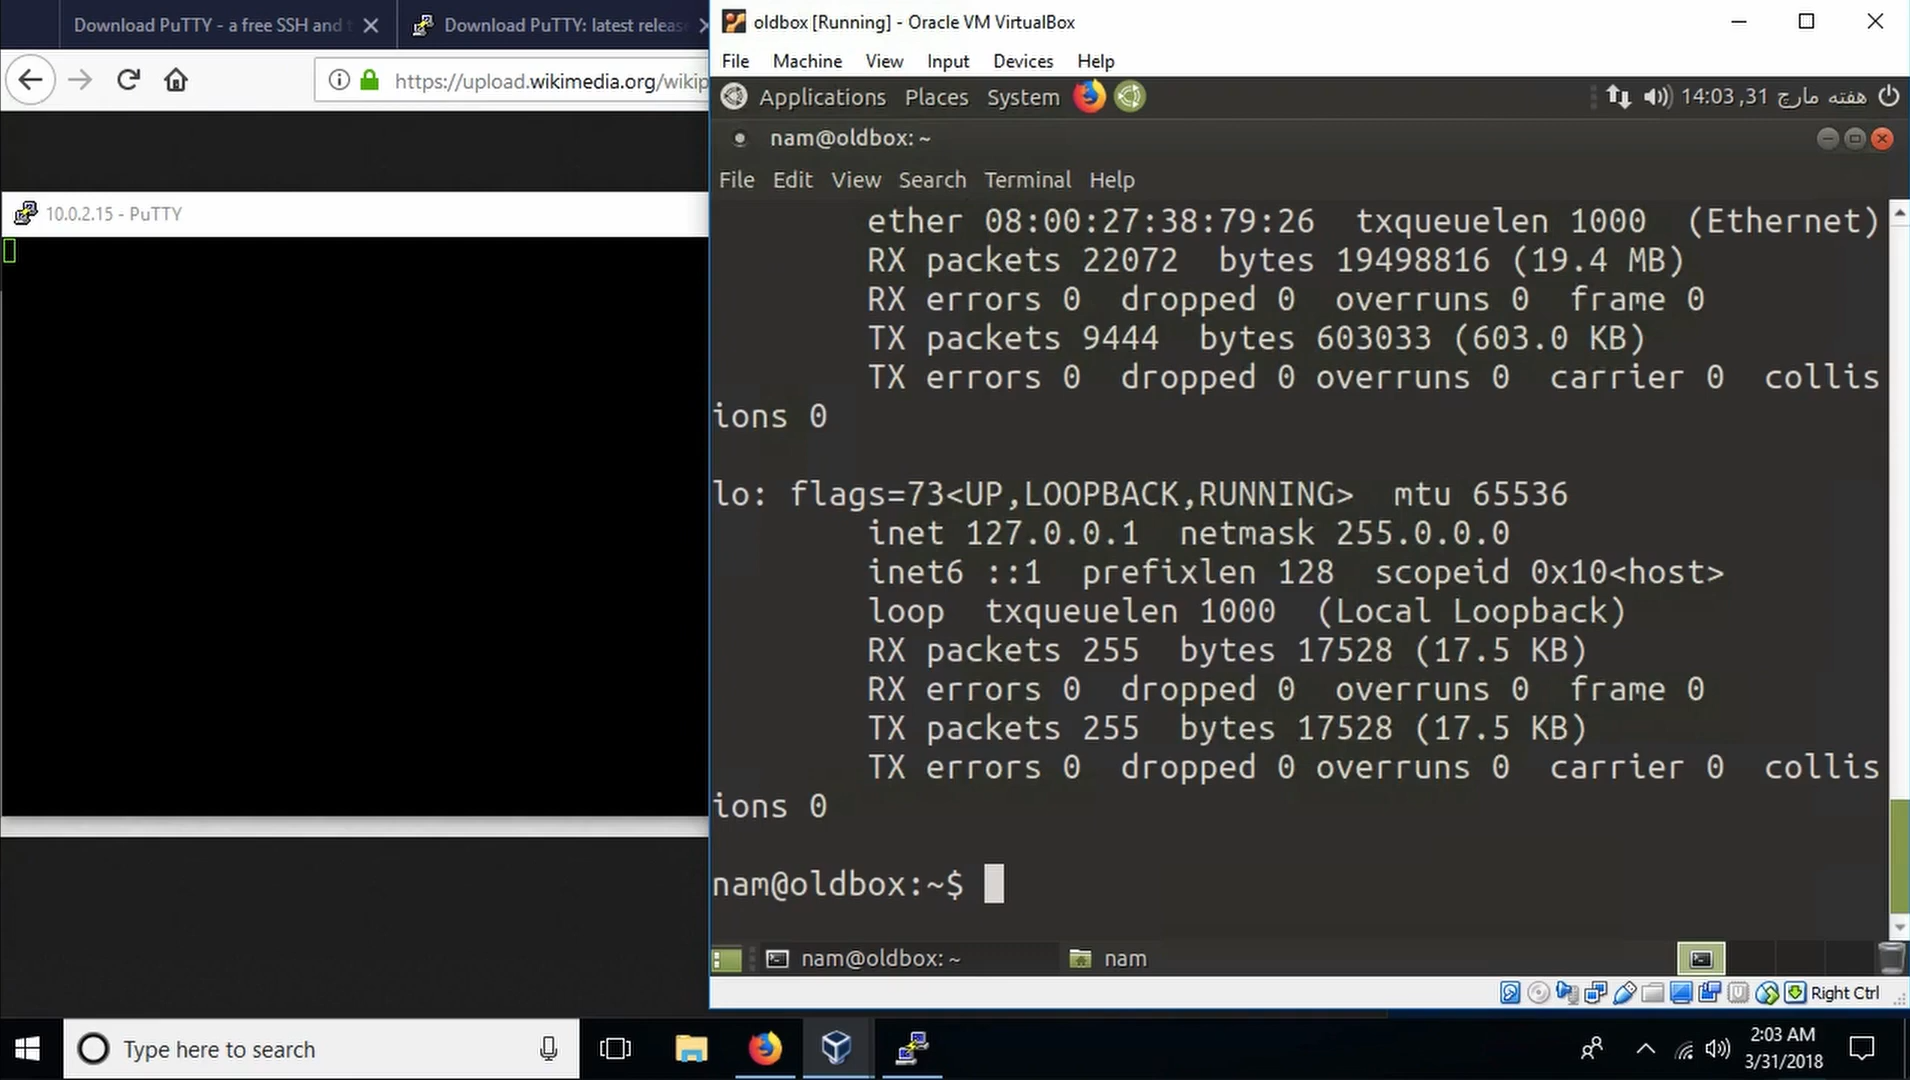 Download PuTTY - a free SSH and t
Download PuTTY: latest release
https://upload.wikimedia.org/wikip
10.0.2.15 - PuTTY
oldbox [Running] - Oracle VM VirtualBox
File Machine View Input Devices Help
Applications Places System
هفته مارچ 31, 14:03
nam@oldbox: ~
File Edit View Search Terminal Help
ether 08:00:27:38:79:26 txqueuelen 1000 (Ethernet)
RX packets 22072 bytes 19498816 (19.4 MB)
RX errors 0 dropped 0 overruns 0 frame 0
TX packets 9444 bytes 603033 (603.0 KB)
TX errors 0 dropped 0 overruns 0 carrier 0 collis
ions 0
lo: flags=73<UP,LOOPBACK,RUNNING> mtu 65536
inet 127.0.0.1 netmask 255.0.0.0
inet6 ::1 prefixlen 128 scopeid 0x10<host>
loop txqueuelen 1000 (Local Loopback)
RX packets 255 bytes 17528 (17.5 KB)
RX errors 0 dropped 0 overruns 0 frame 0
TX packets 255 bytes 17528 (17.5 KB)
TX errors 0 dropped 0 overruns 0 carrier 0 collis
ions 0
nam@oldbox:~$
nam@oldbox: ~
nam
Right Ctrl
Type here to search
2:03 AM
3/31/2018